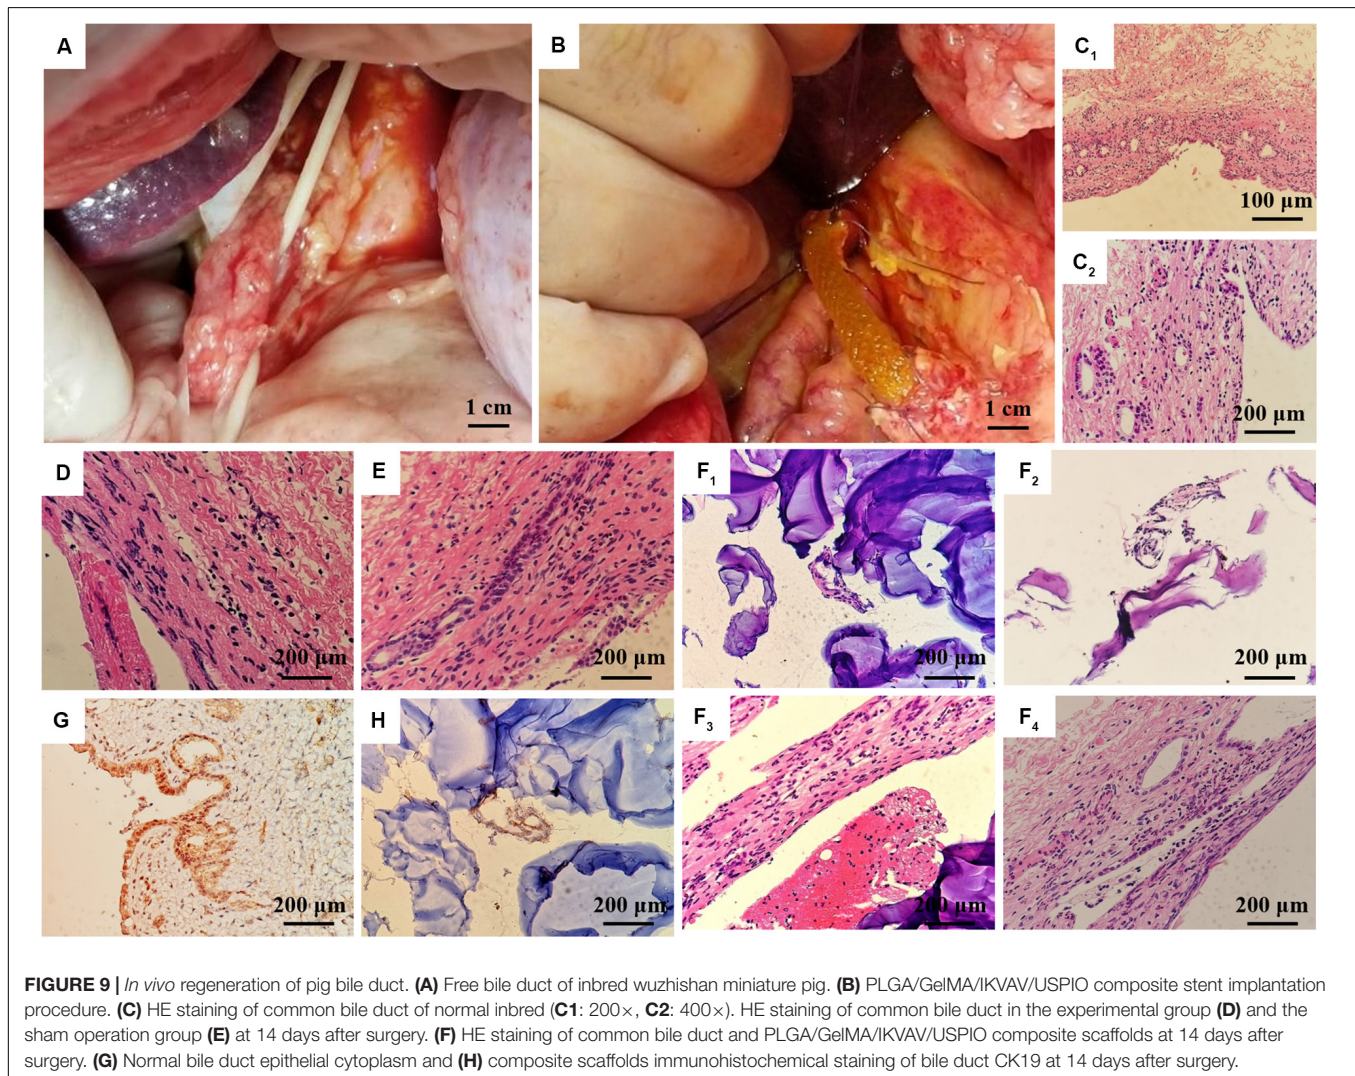 A
B
C1
1 cm
1 cm
100 µm
C2
200 µm
D
E
F1
F2
200 µm
200 µm
200 µm
200 µm
G
H
F3
F4
200 µm
200 µm
200 µm
200 µm
FIGURE 9 | In vivo regeneration of pig bile duct. (A) Free bile duct of inbred wuzhishan miniature pig. (B) PLGA/GelMA/IKVAV/USPIO composite stent implantation
procedure. (C) HE staining of common bile duct of normal inbred (C1: 200×, C2: 400×). HE staining of common bile duct in the experimental group (D) and the
sham operation group (E) at 14 days after surgery. (F) HE staining of common bile duct and PLGA/GelMA/IKVAV/USPIO composite scaffolds at 14 days after
surgery. (G) Normal bile duct epithelial cytoplasm and (H) composite scaffolds immunohistochemical staining of bile duct CK19 at 14 days after surgery.